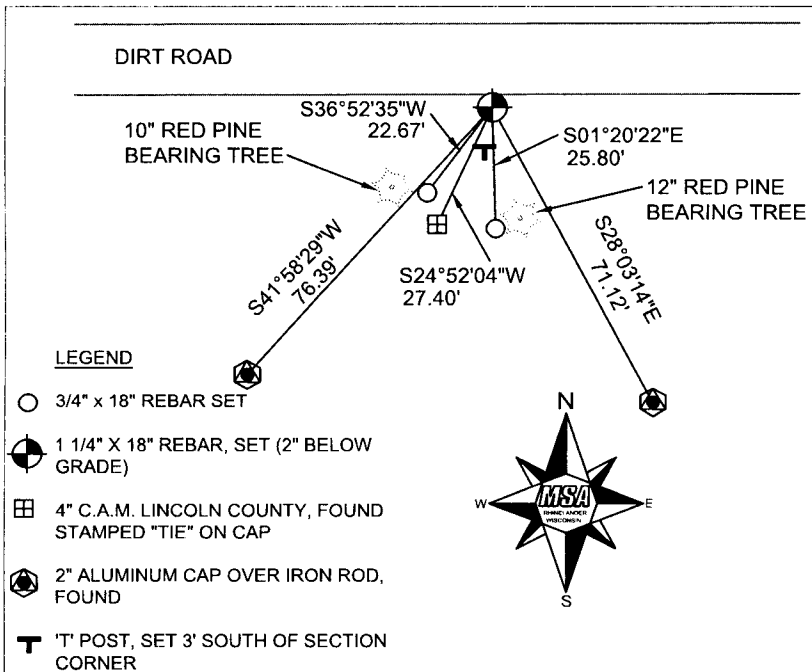 DIRT ROAD
S36°52'35"W
22.67'
10" RED PINE
BEARING TREE
S01°20'22"E
25.80'
12" RED PINE
BEARING TREE
S41°58'29"W
76.39'
S24°52'04"W
27.40'
S28°03'14"E
71.12'
LEGEND
3/4" x 18" REBAR SET
1 1/4" X 18" REBAR, SET (2" BELOW
GRADE)
4" C.A.M. LINCOLN COUNTY, FOUND
STAMPED "TIE" ON CAP
2" ALUMINUM CAP OVER IRON ROD,
FOUND
'T' POST, SET 3' SOUTH OF SECTION
CORNER
N
W
MSA
RHINELANDER
WISCONSIN
E
S